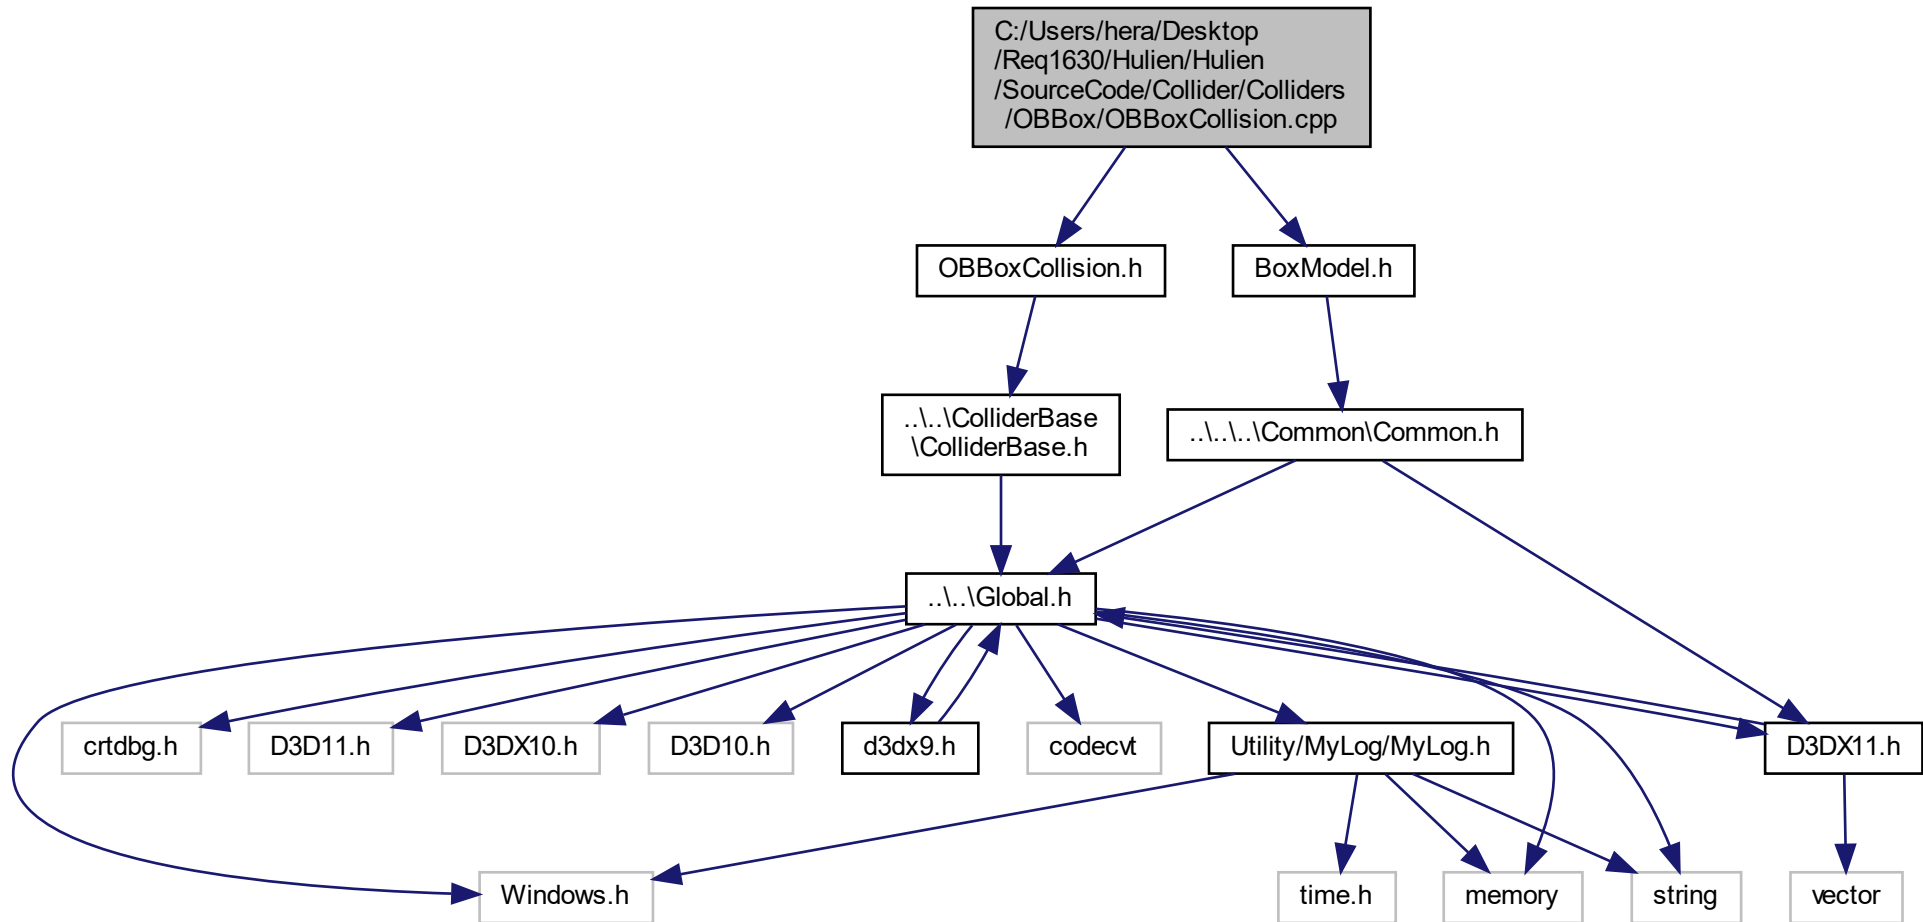 C:/Users/hera/Desktop
/Req1630/Hulien/Hulien
/SourceCode/Collider/Colliders
/OBBox/OBBoxCollision.cpp
OBBoxCollision.h
BoxModel.h
..\..\ColliderBase
\ColliderBase.h
..\..\..\Common\Common.h
..\..\Global.h
crtdbg.h
D3D11.h
D3DX10.h
D3D10.h
d3dx9.h
codecvt
Utility/MyLog/MyLog.h
D3DX11.h
Windows.h
time.h
memory
string
vector